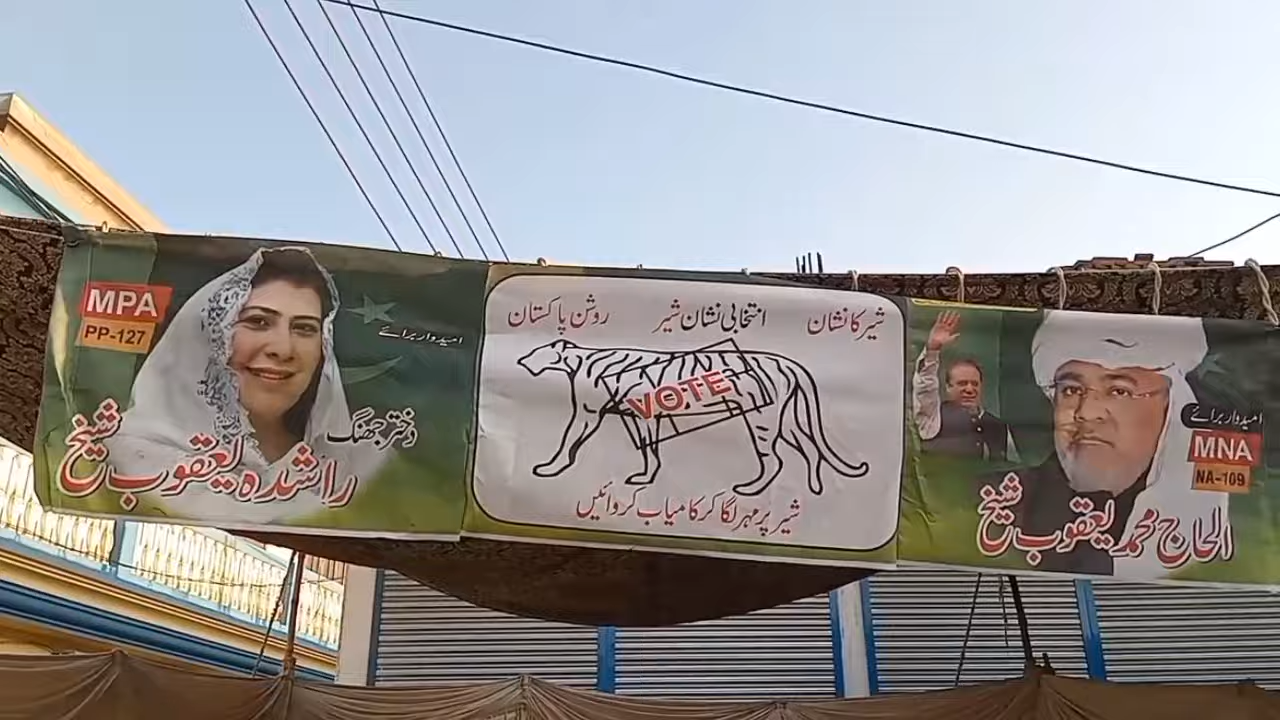 MPA
PP-127
امیدوار برائے
دختر جھنگ
راشدہ یعقوب شیخ
شیر کا نشان
انتخابی نشان شیر
روشن پاکستان
VOTE
شیر پر مہر لگا کر کامیاب کروائیں
امیدوار برائے
MNA
NA-109
الحاج محمد یعقوب شیخ